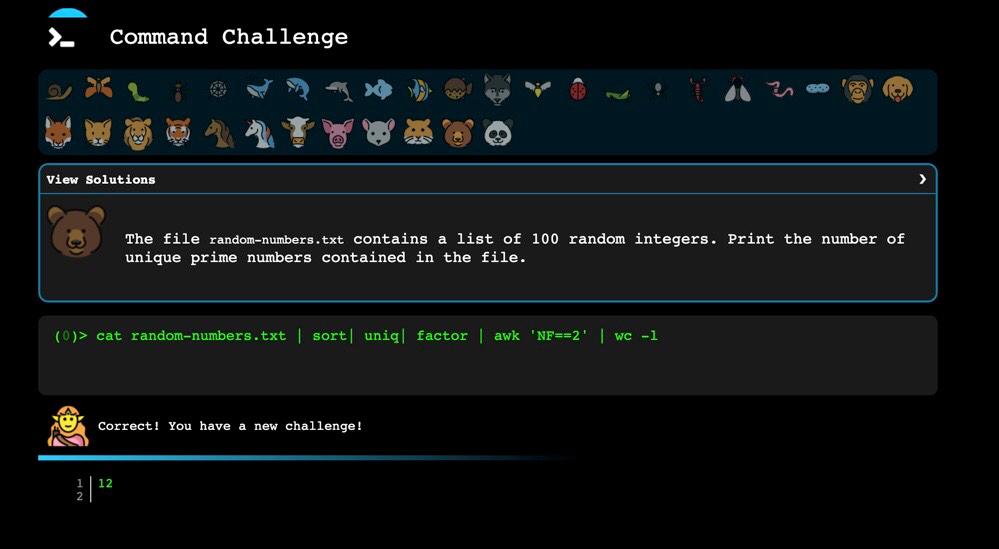 Command Challenge
View Solutions
The file random-numbers.txt contains a list of 100 random integers. Print the number of
unique prime numbers contained in the file.
(0)> cat random-numbers.txt | sort| uniq| factor | awk 'NF==2' | wc -l
Correct! You have a new challenge!
1 12
2